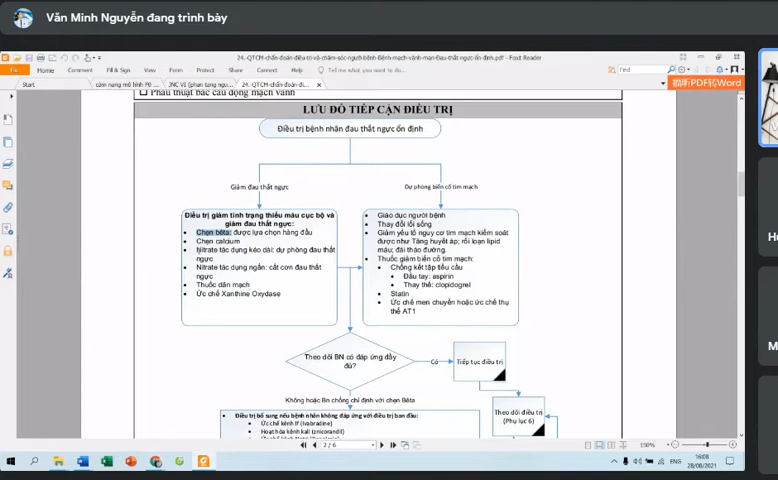 Văn Minh Nguyễn đang trình bày
24.-QTCM-chẩn đoán điều trị-và-chăm-sóc-người-bệnh-Bệnh-mạch-vành-mạn-Đau-thắt-ngực-ổn-định.pdf - Foxit Reader
File Home Comment Fill & Sign View Form Protect Share Connect Help Tell me what you want to do... Find
Start
cẩm nang mô hình F0 ...
24.-QTCM-chẩn đoán...
福昕PDF转Word
Phẫu thuật bắc cầu động mạch vành
LƯU ĐỒ TIẾP CẬN ĐIỀU TRỊ
Điều trị bệnh nhân đau thắt ngực ổn định
Giảm đau thắt ngực
Dự phòng biến cố tim mạch
Điều trị giảm tình trạng thiếu máu cục bộ và
giảm đau thắt ngực:
Chẹn bêta: được lựa chọn hàng đầu
Chẹn calcium
Nitrate tác dụng kéo dài: dự phòng đau thắt
ngực
Nitrate tác dụng ngắn: cắt cơn đau thắt
ngực
Thuốc dãn mạch
Ức chế Xanthine Oxydase
Giáo dục người bệnh
Thay đổi lối sống
Giảm yếu tố nguy cơ tim mạch kiểm soát
được như Tăng huyết áp; rối loạn lipid
máu; đái tháo đường.
Thuốc giảm biến cố tim mạch:
Chống kết tập tiểu cầu
Đầu tay: aspirin
Thay thế: clopidogrel
Statin
Ức chế men chuyển hoặc ức chế thụ
thể AT1
Theo dõi BN có đáp ứng đầy
đủ?
Có
Tiếp tục điều trị
Không hoặc Bn chống chỉ định với chẹn Bêta
Theo dõi điều trị
(Phụ lục 6)
Điều trị bổ sung nếu bệnh nhân không đáp ứng với điều trị ban đầu:
Ức chế kênh If (Ivabradine)
Hoạt hóa kênh kali (nicorandil)
2 / 6
150%
ENG
16:08
28/08/2021